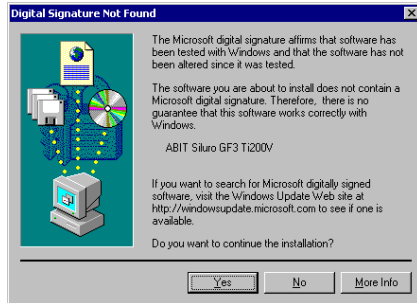 Digital Signature Not Found
The Microsoft digital signature affirms that software has
been tested with Windows and that the software has not
been altered since it was tested.
The software you are about to install does not contain a
Microsoft digital signature. Therefore, there is no
guarantee that this software works correctly with
Windows.
ABIT Siluro GF3 Ti200V
If you want to search for Microsoft digitally signed
software, visit the Windows Update Web site at
http://windowsupdate.microsoft.com to see if one is
available.
Do you want to continue the installation?
Yes No More Info